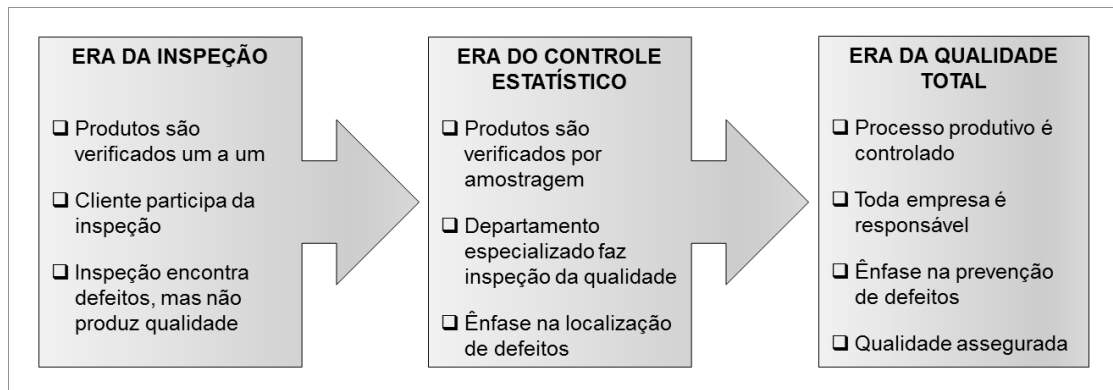 ERA DA INSPEÇÃO
❑ Produtos são
verificados um a um
❑ Cliente participa da
inspeção
❑ Inspeção encontra
defeitos, mas não
produz qualidade
ERA DO CONTROLE
ESTATÍSTICO
❑ Produtos são
verificados por
amostragem
❑ Departamento
especializado faz
inspeção da qualidade
❑ Ênfase na localização
de defeitos
ERA DA QUALIDADE
TOTAL
❑ Processo produtivo é
controlado
❑ Toda empresa é
responsável
❑ Ênfase na prevenção
de defeitos
❑ Qualidade assegurada